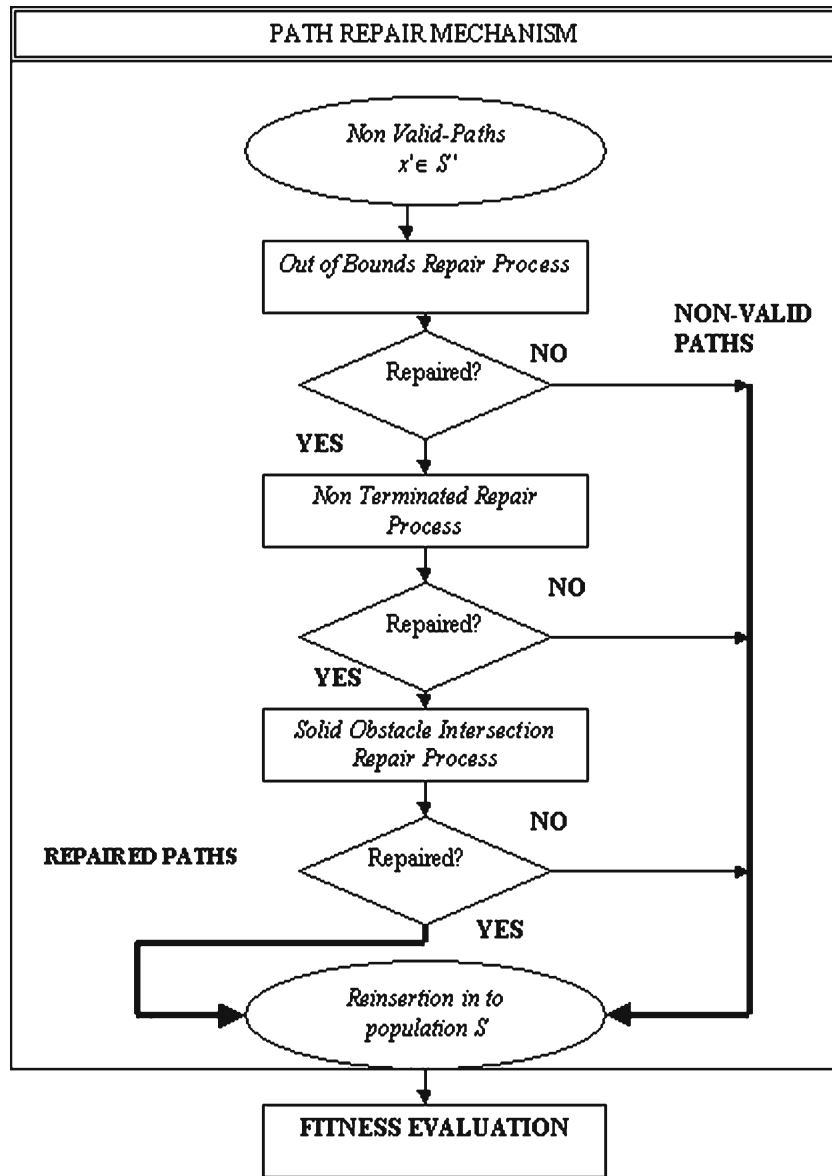 PATH REPAIR MECHANISM
Non Valid-Paths
x'∈ S'
Out of Bounds Repair Process
NON-VALID
PATHS
NO
Repaired?
YES
Non Terminated Repair
Process
NO
Repaired?
YES
Solid Obstacle Intersection
Repair Process
NO
REPAIRED PATHS
Repaired?
YES
Reinsertion in to
population S
FITNESS EVALUATION